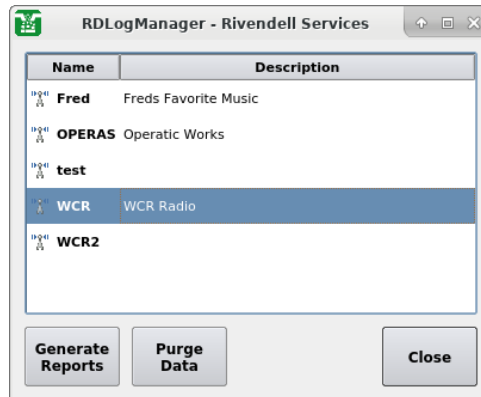 RDLogManager - Rivendell Services
Name Description
Fred Freds Favorite Music
OPERAS Operatic Works
test
WCR WCR Radio
WCR2
Generate Reports
Purge Data
Close